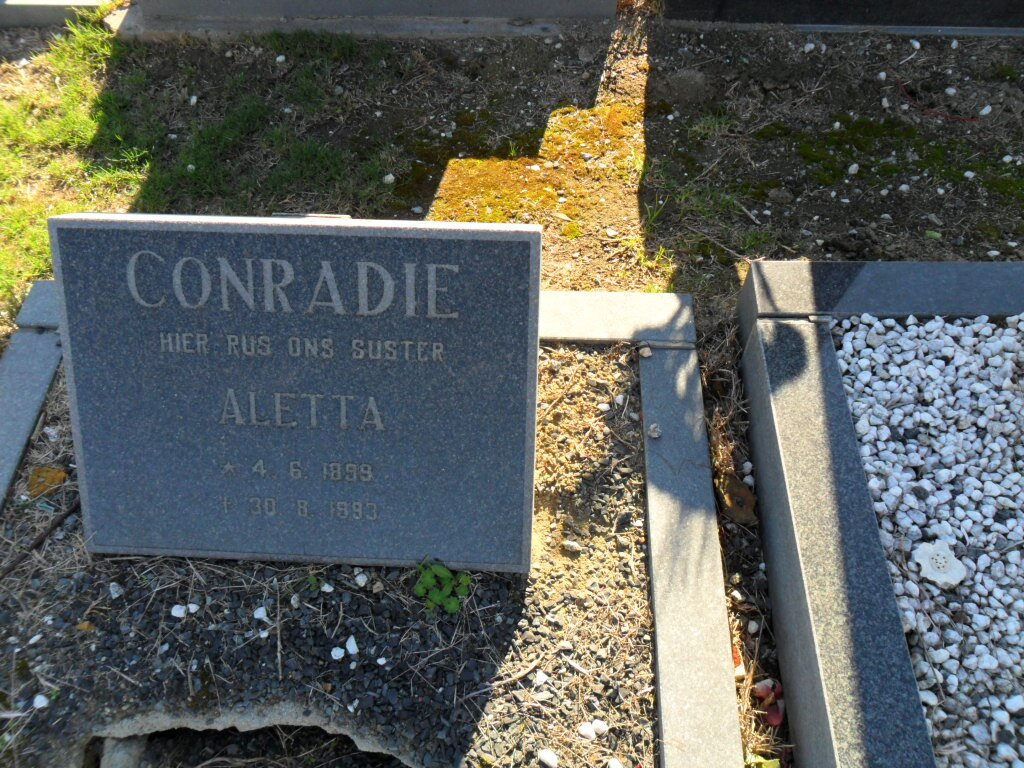 CONRADIE
HIER RUS ONS SUSTER
ALETTA
★ 4. 6. 1899
† 30 8. 1993